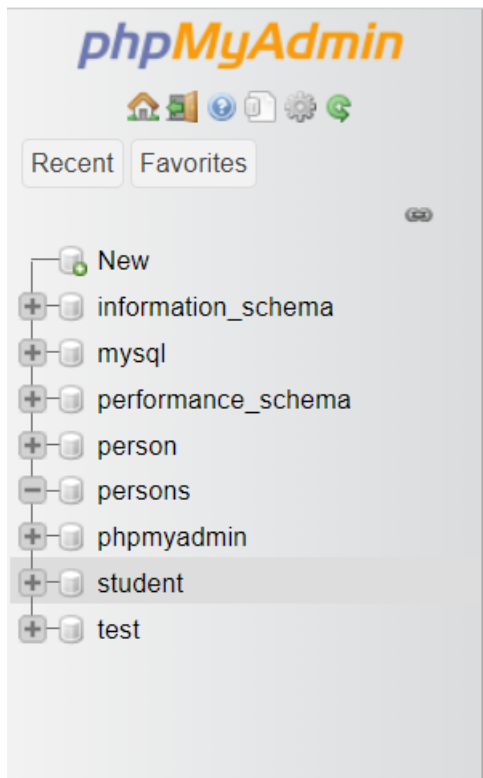 phpMyAdmin
Recent Favorites
New
information_schema
mysql
performance_schema
person
persons
phpmyadmin
student
test